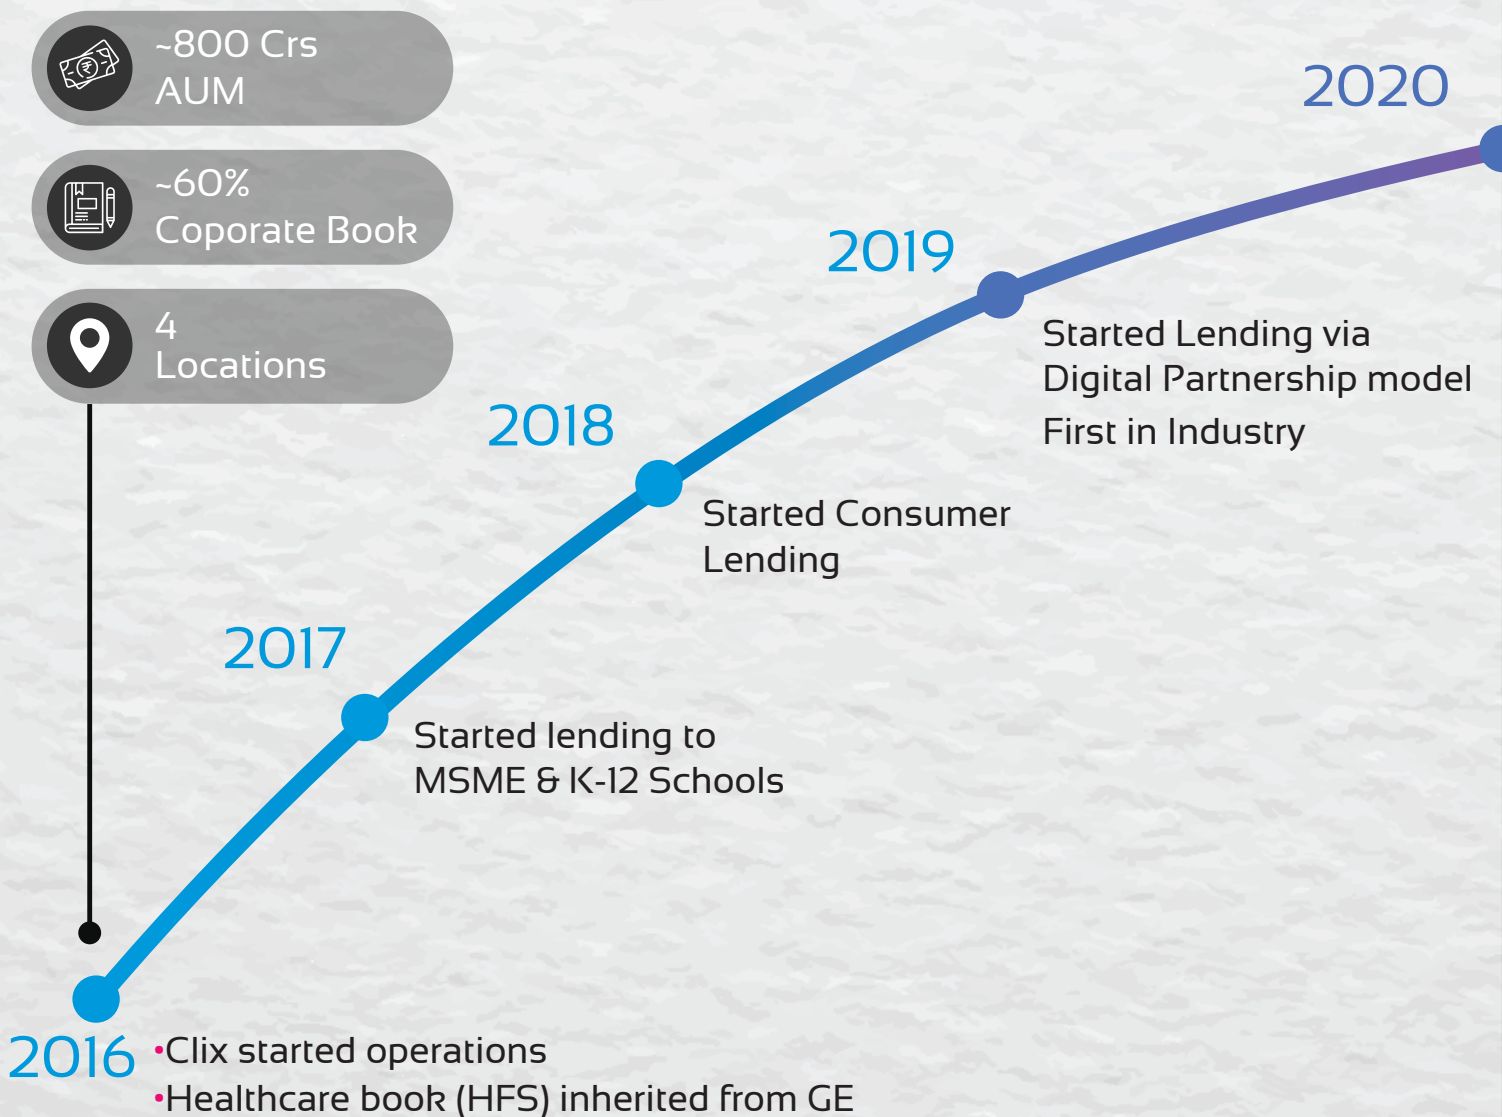 ~800 Crs
AUM
~60%
Coporate Book
4
Locations
2020
2019
Started Lending via
Digital Partnership model
First in Industry
2018
Started Consumer
Lending
2017
Started lending to
MSME & K-12 Schools
2016
•Clix started operations
•Healthcare book (HFS) inherited from GE